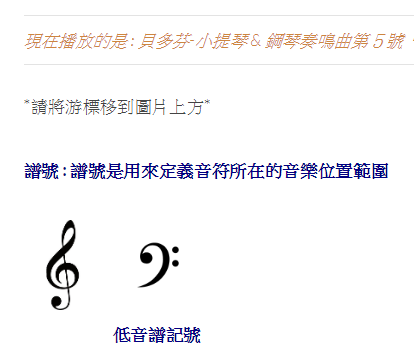 現在播放的是 : 貝多芬-小提琴 & 鋼琴奏鳴曲第 5 號
*請將游標移到圖片上方*
譜號 : 譜號是用來定義音符所在的音樂位置範圍
低音譜記號